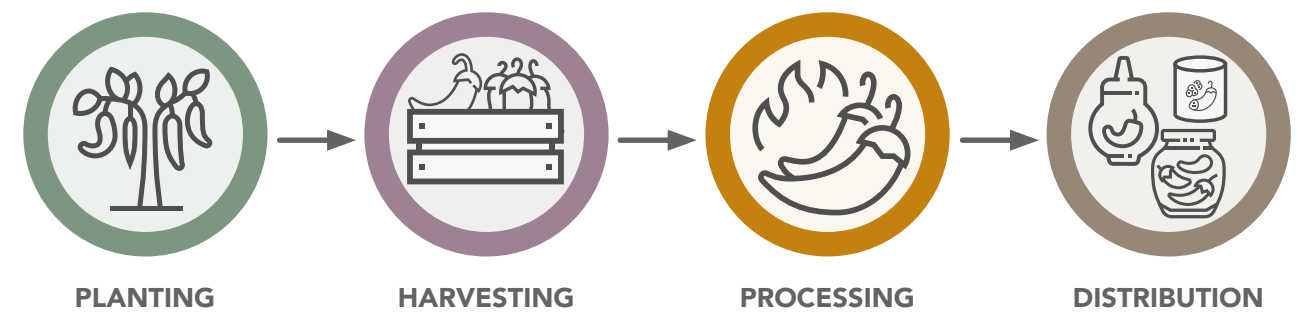 PLANTING
HARVESTING
PROCESSING
DISTRIBUTION